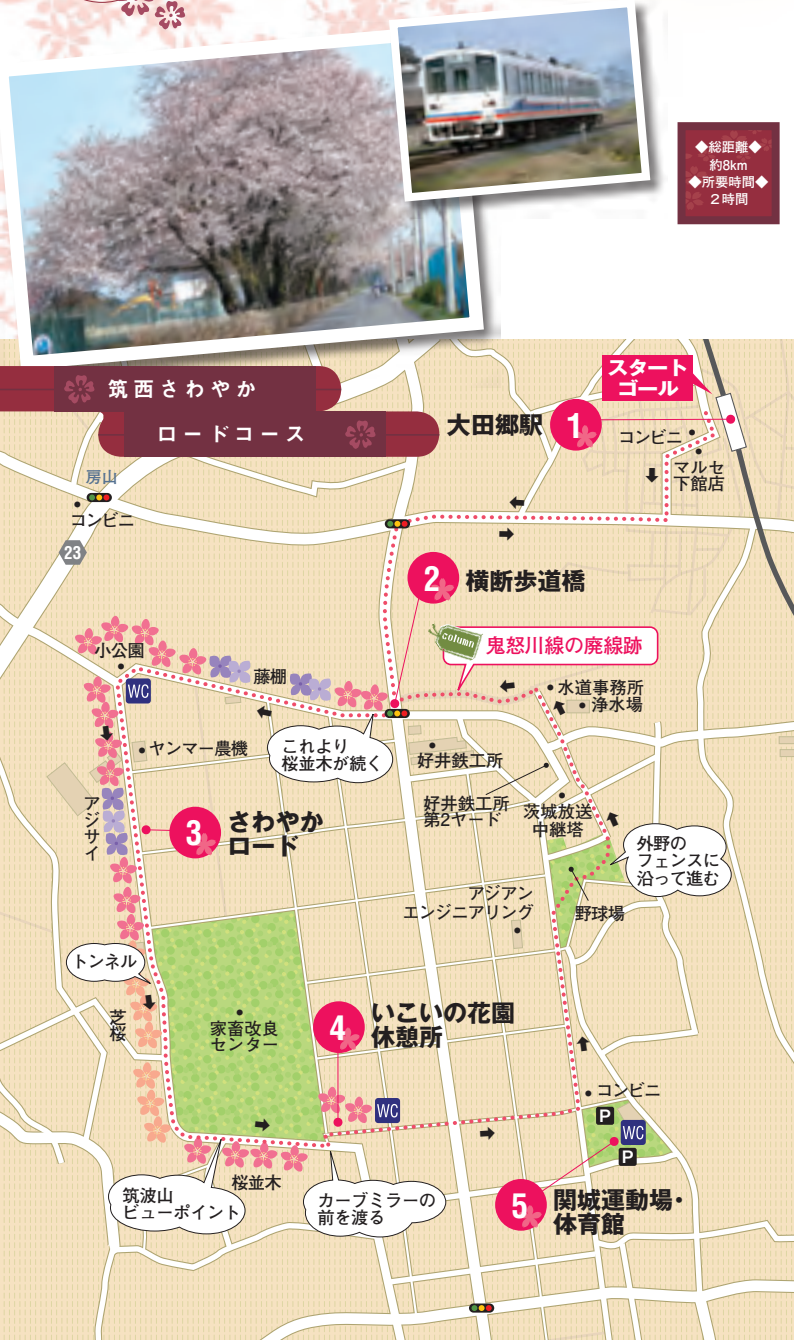 ◆総距離◆
約8km
◆所要時間◆
2時間
筑西さわやか
ロードコース
スタート
ゴール
大田郷駅
1
コンビニ
マルセ
下館店
房山
コンビニ
23
2
横断歩道橋
column
鬼怒川線の廃線跡
小公園
WC
藤棚
水道事務所
浄水場
ヤンマー農機
これより
桜並木が続く
好井鉄工所
好井鉄工所
第2ヤード
茨城放送
中継塔
アジサイ
3
さわやか
ロード
外野の
フェンスに
沿って進む
アジアン
エンジニアリング
野球場
トンネル
芝桜
家畜改良
センター
4
いこいの花園
休憩所
WC
コンビニ
P
WC
P
筑波山
ビューポイント
桜並木
カーブミラーの
前を渡る
5
関城運動場・
体育館